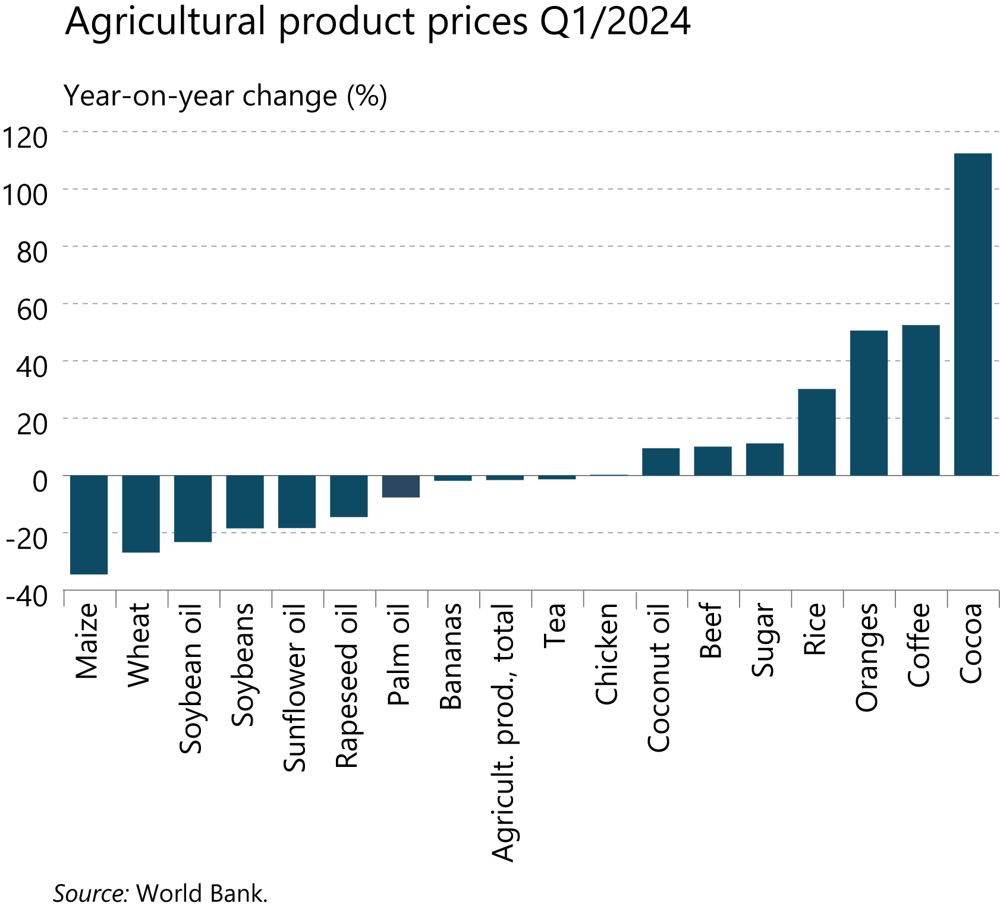 Agricultural product prices Q1/2024
Year-on-year change (%)
120
100
80
60
40
20
0
-20
-40
Maize
Wheat
Soybean oil
Soybeans
Sunflower oil
Rapeseed oil
Palm oil
Bananas
Agricult. prod., total
Tea
Chicken
Coconut oil
Beef
Sugar
Rice
Oranges
Coffee
Cocoa
Source: World Bank.